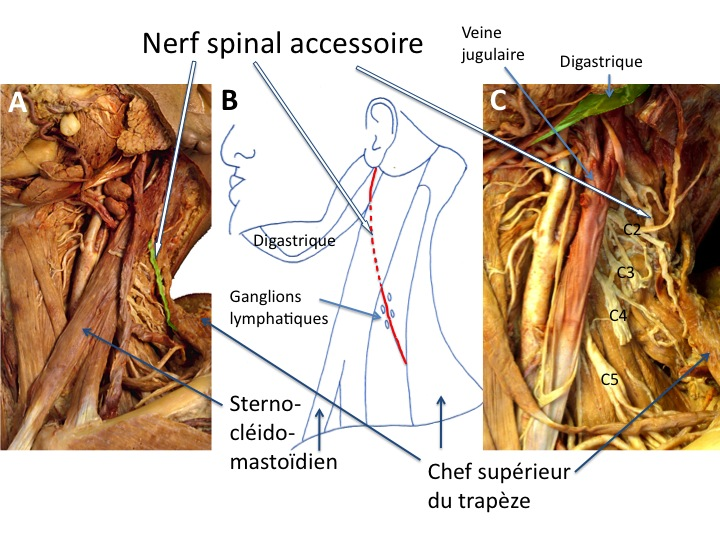 Nerf spinal accessoire
Veine
jugulaire
Digastrique
A
B
C
Digastrique
Ganglions
lymphatiques
C2
C3
C4
C5
Sterno-
cléido-
mastoïdien
Chef supérieur
du trapèze